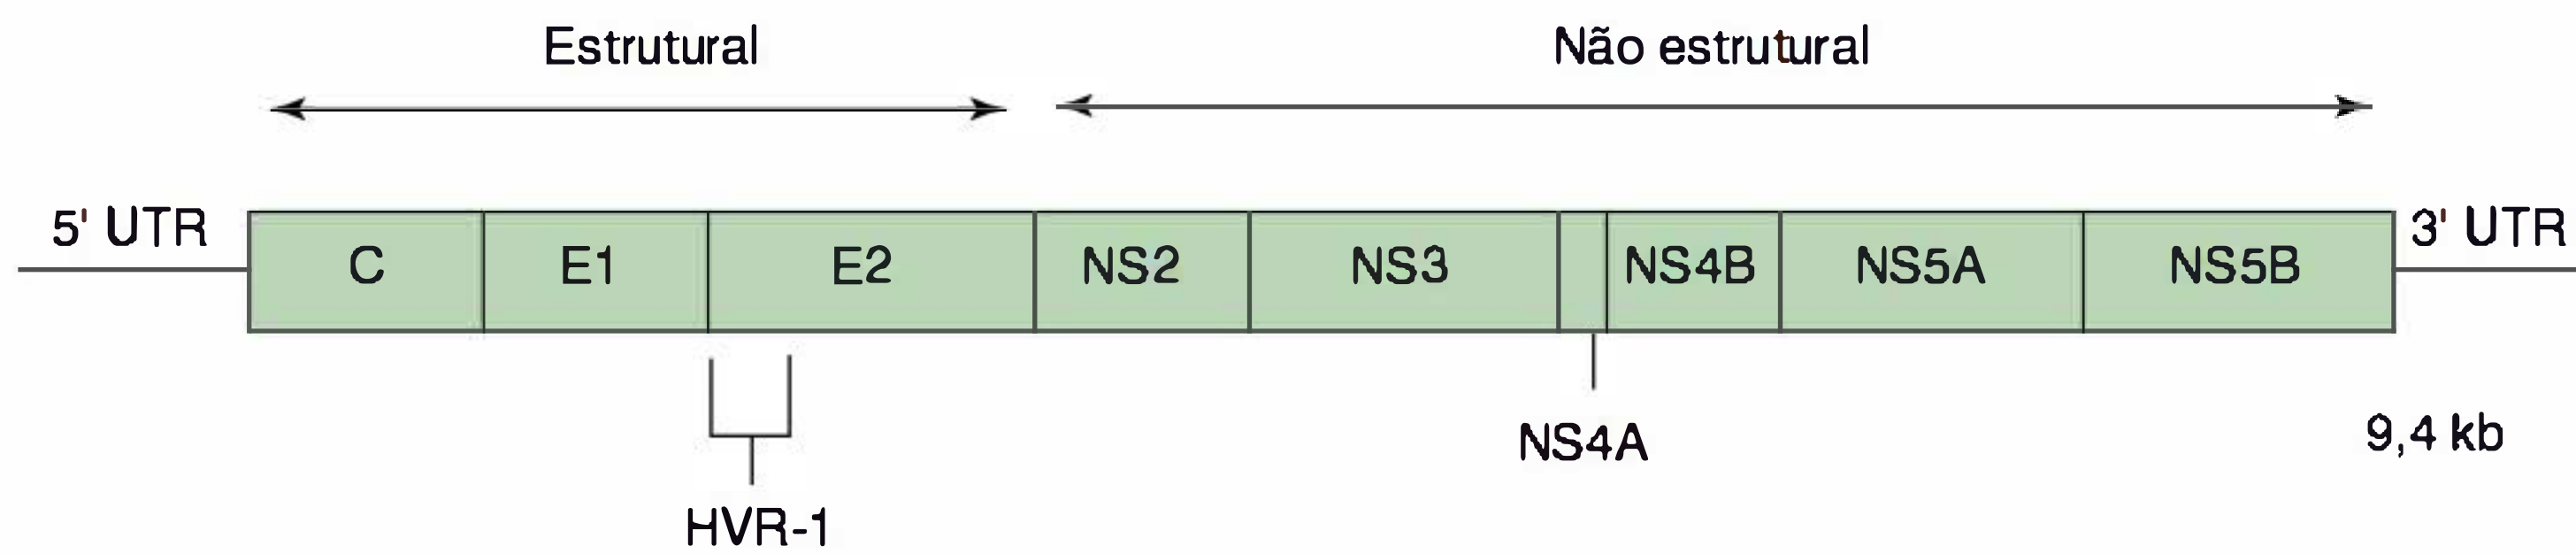 Estrutural
Não estrutural
5' UTR
C
E1
E2
NS2
NS3
NS4B
NS5A
NS5B
3' UTR
NS4A
9,4 kb
HVR-1